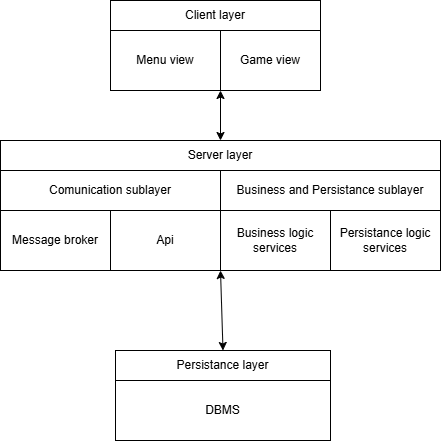 Client layer
Menu view
Game view
Server layer
Comunication sublayer
Business and Persistance sublayer
Message broker
Api
Business logic
services
Persistance logic
services
Persistance layer
DBMS